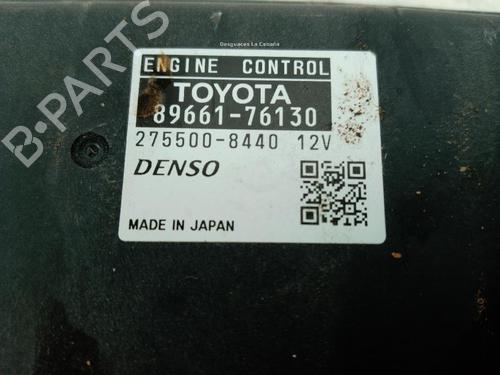 Desguaces La Cabaña
ENGINE CONTROL
TOYOTA
89661-76130
275500-8440 12V
DENSO
MADE IN JAPAN
B-PARTS